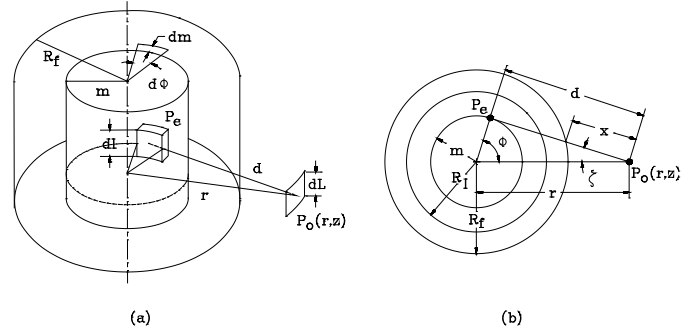 dm
R_f
dΦ
m
P_e
dl
d
dL
r
P_o(r,z)
(a)
d
P_e
x
Φ
m
P_o(r,z)
R_I
ζ
r
R_f
(b)